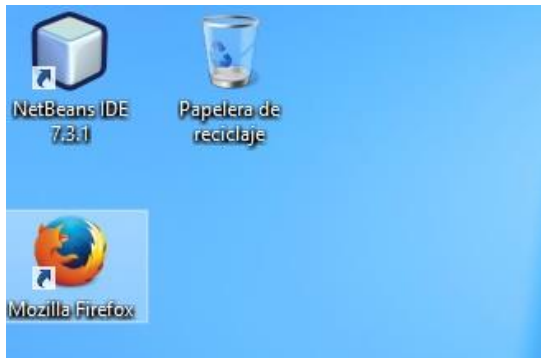 NetBeans IDE
7.3.1
Papelera de
reciclaje
Mozilla Firefox